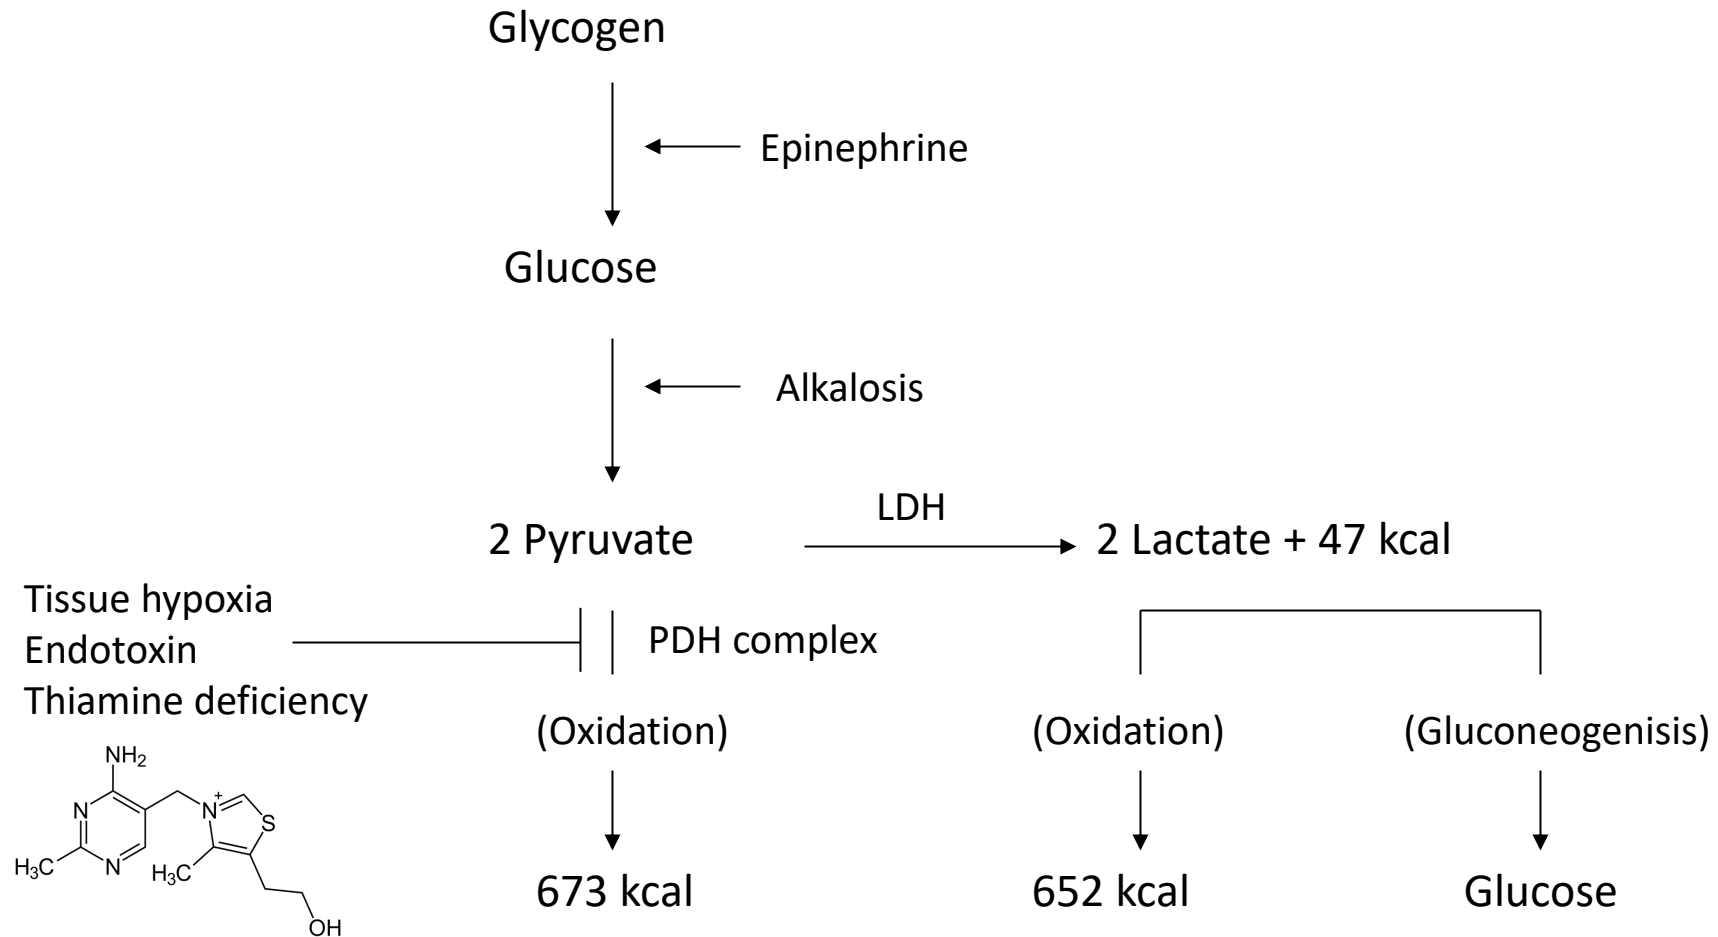 Glycogen
Epinephrine
Glucose
Alkalosis
LDH
2 Pyruvate
2 Lactate + 47 kcal
Tissue hypoxia
Endotoxin
Thiamine deficiency
PDH complex
(Oxidation)
(Oxidation)
(Gluconeogenisis)
673 kcal
652 kcal
Glucose
NH₂
N
N
H₃C
N⁺
S
H₃C
OH